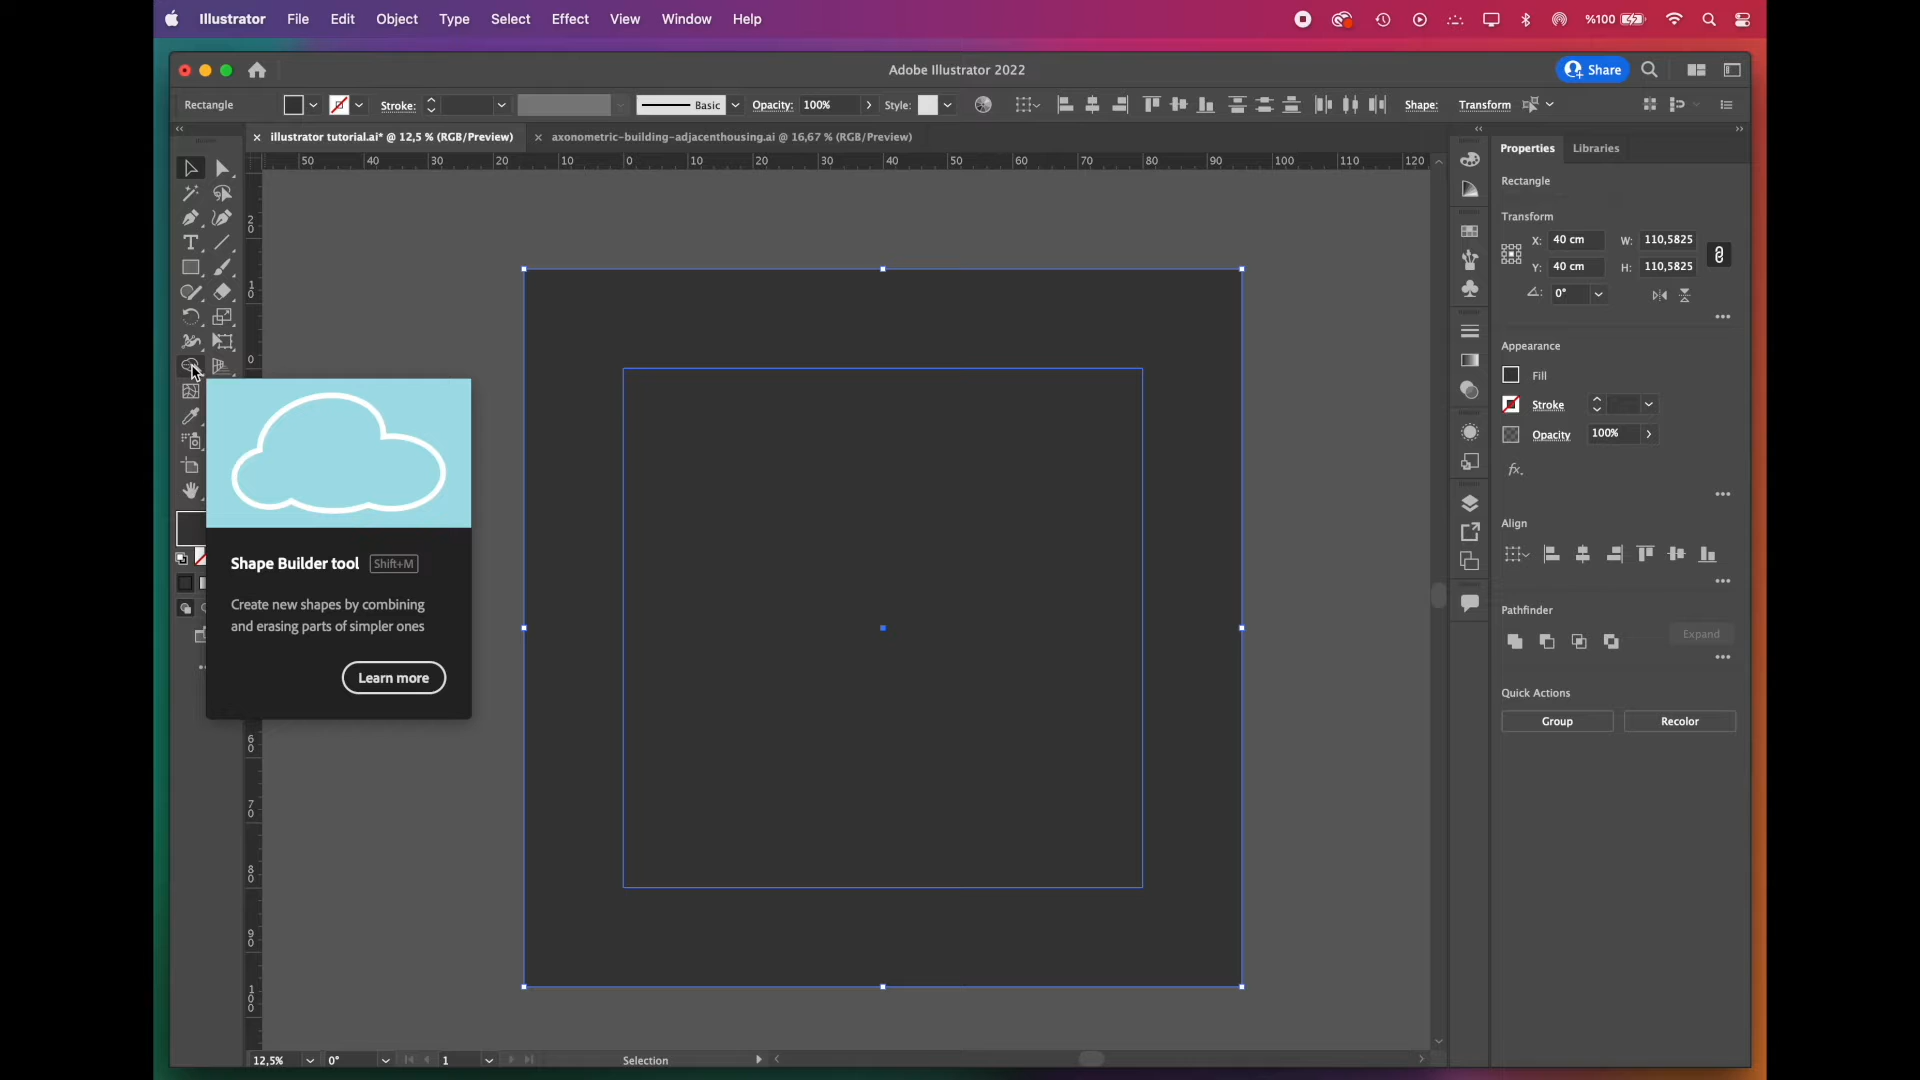 Illustrator File Edit Object Type Select Effect View Window Help %100
Adobe Illustrator 2022 Share
Rectangle Stroke: Basic Opacity: 100% Style: Shape: Transform
illustrator tutorial.ai* @ 12,5 % (RGB/Preview) axonometric-building-adjacenthousing.ai @ 16,67 % (RGB/Preview)
50 40 30 20 10 0 10 20 30 40 50 60 70 80 90 100 110 120
20
10
0
60
70
80
90
100
Shape Builder tool Shift+M
Create new shapes by combining
and erasing parts of simpler ones
Learn more
12,5% 0° 1 Selection
Properties Libraries
Rectangle
Transform
X: 40 cm W: 110,5825
Y: 40 cm H: 110,5825
0°
Appearance
Fill
Stroke
Opacity 100%
fx.
Align
Pathfinder
Expand
Quick Actions
Group Recolor